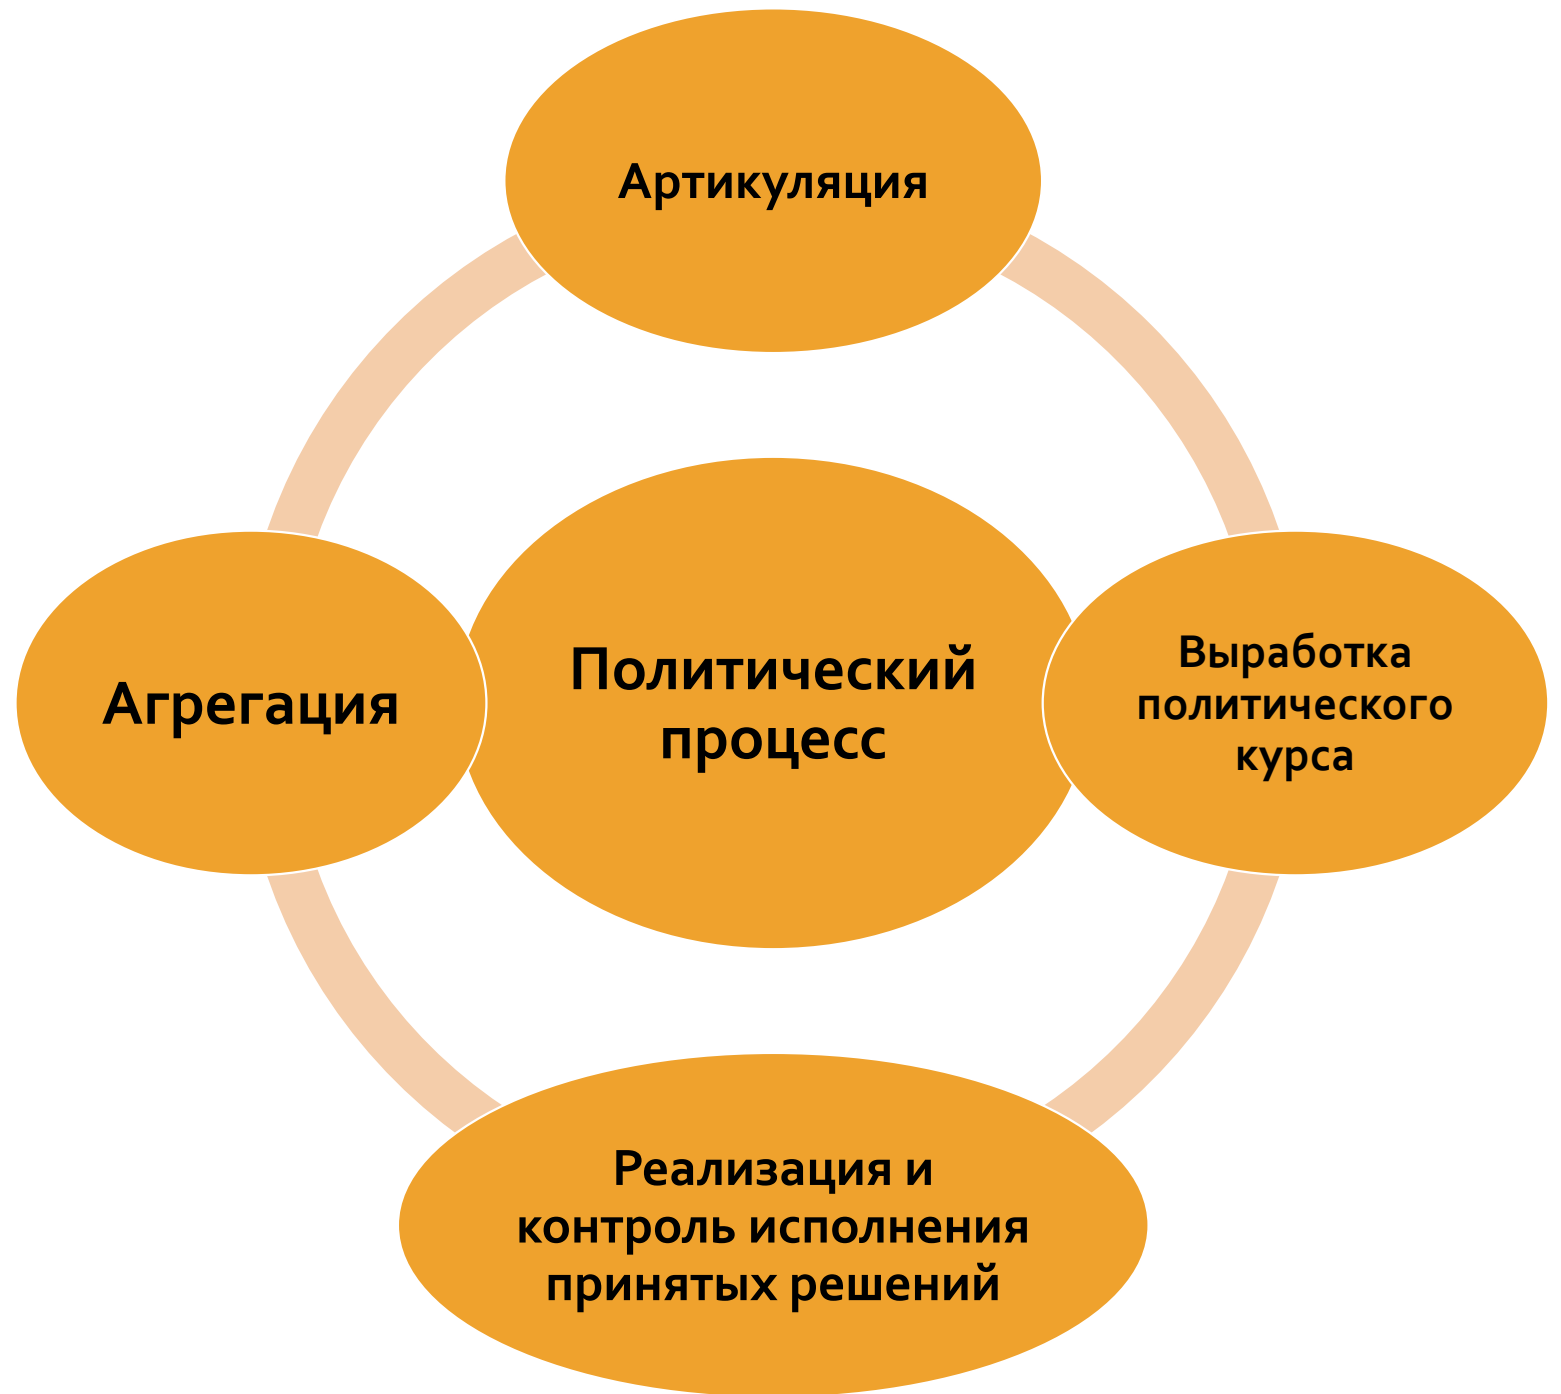 Артикуляция
Агрегация
Политический
процесс
Выработка
политического
курса
Реализация и
контроль исполнения
принятых решений